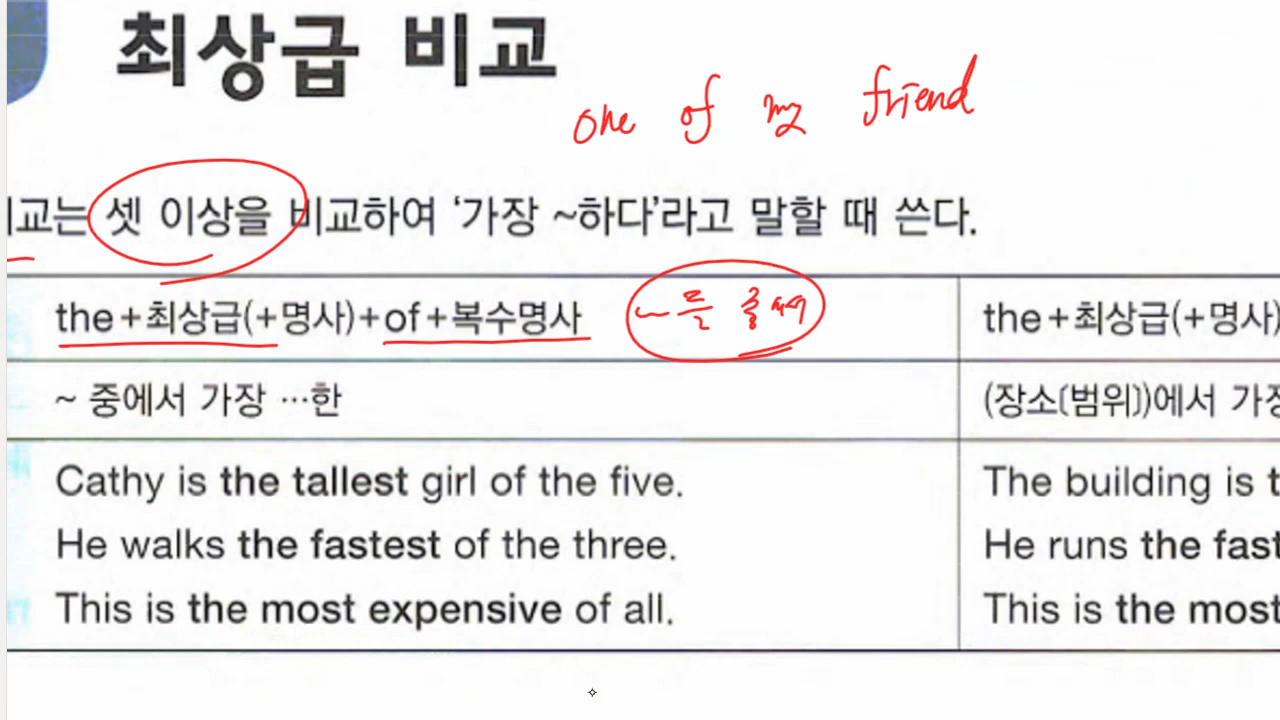 최상급 비교
one of my friend
비교는 셋 이상을 비교하여 '가장 ~하다'라고 말할 때 쓴다.
the+최상급(+명사)+of+복수명사 ~들 중에 the+최상급(+명사)
~ 중에서 가장 …한 (장소[범위])에서 가장
Cathy is the tallest girl of the five. The building is t
He walks the fastest of the three. He runs the fast
This is the most expensive of all. This is the most